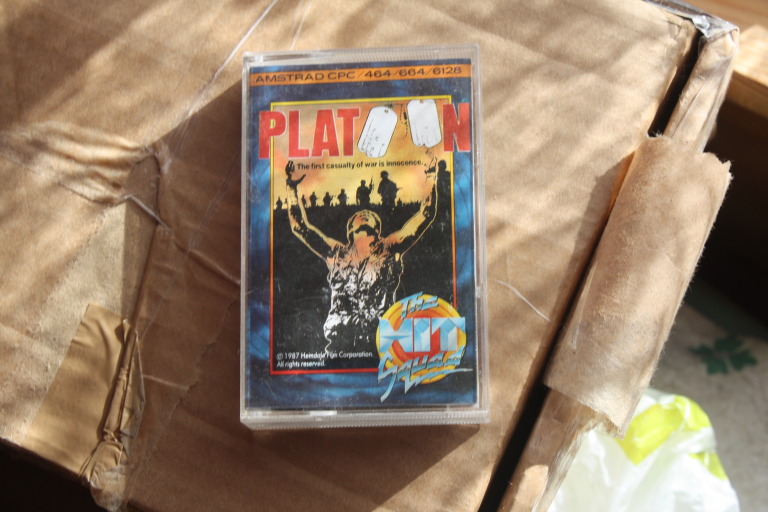 AMSTRAD CPC / 464 / 664 / 6128
PLATOON
The first casualty of war is innocence.
The
HIT
Squad
© 1987 Hemdale Film Corporation.
All rights reserved.